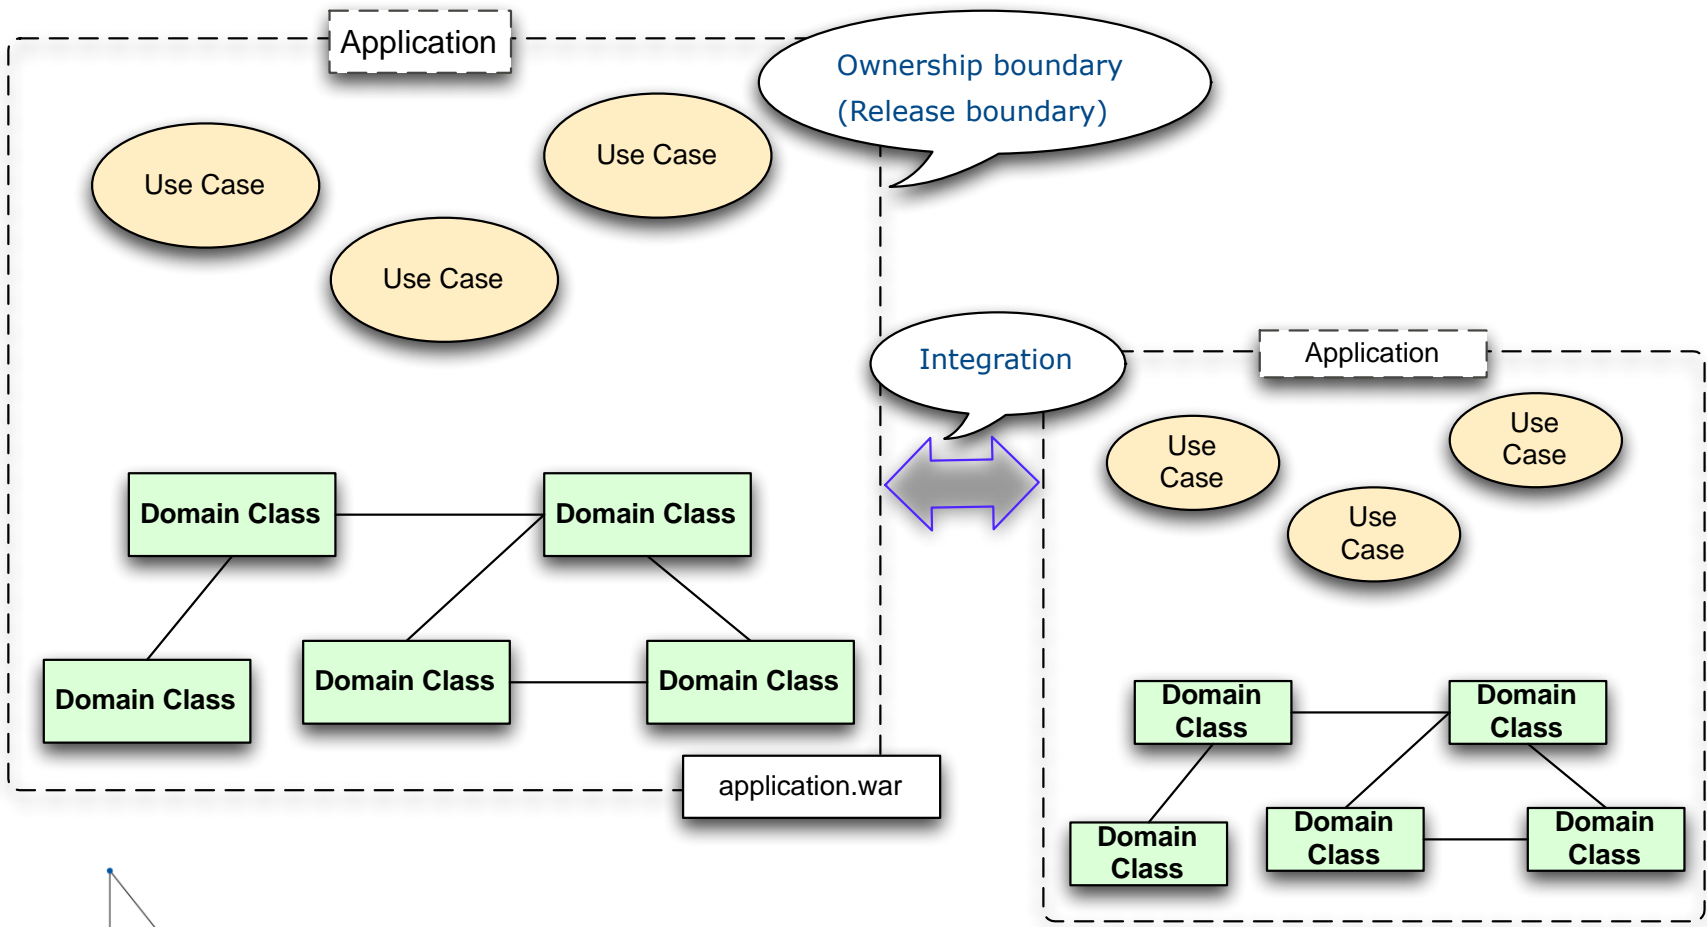 Application
Ownership boundary
(Release boundary)
Use Case
Use Case
Use Case
Integration
Application
Use
Case
Use
Case
Use
Case
Domain Class
Domain Class
Domain Class
Domain Class
Domain Class
application.war
Domain
Class
Domain
Class
Domain
Class
Domain
Class
Domain
Class